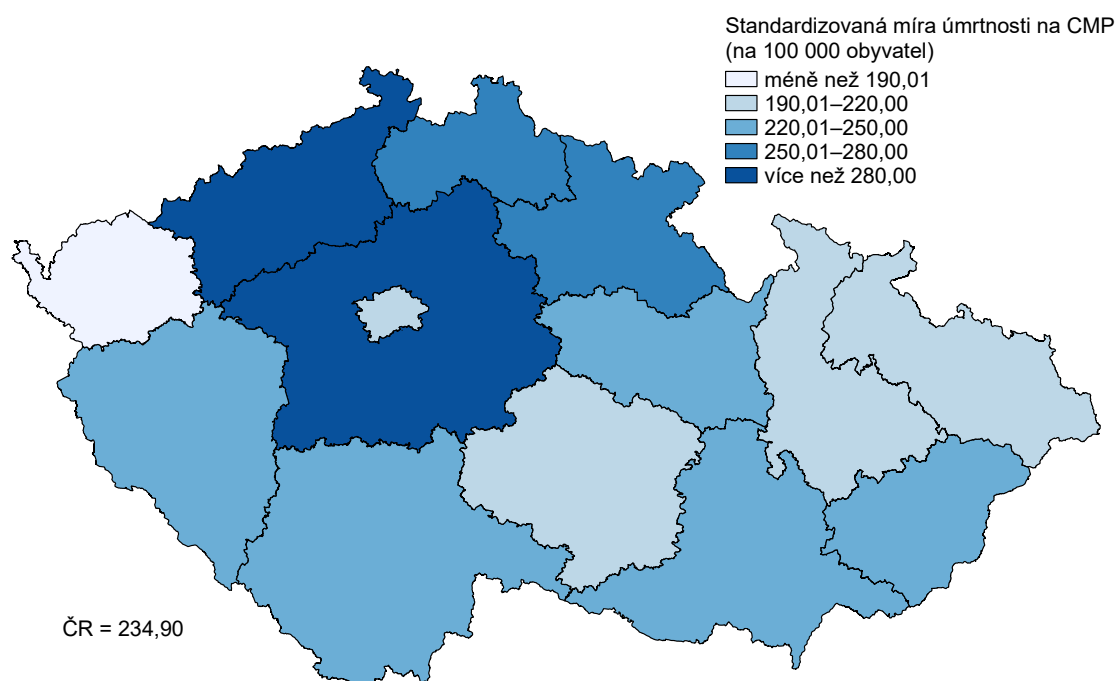 Standardizovaná míra úmrtnosti na CMP
(na 100 000 obyvatel)
méně než 190,01
190,01–220,00
220,01–250,00
250,01–280,00
více než 280,00
ČR = 234,90